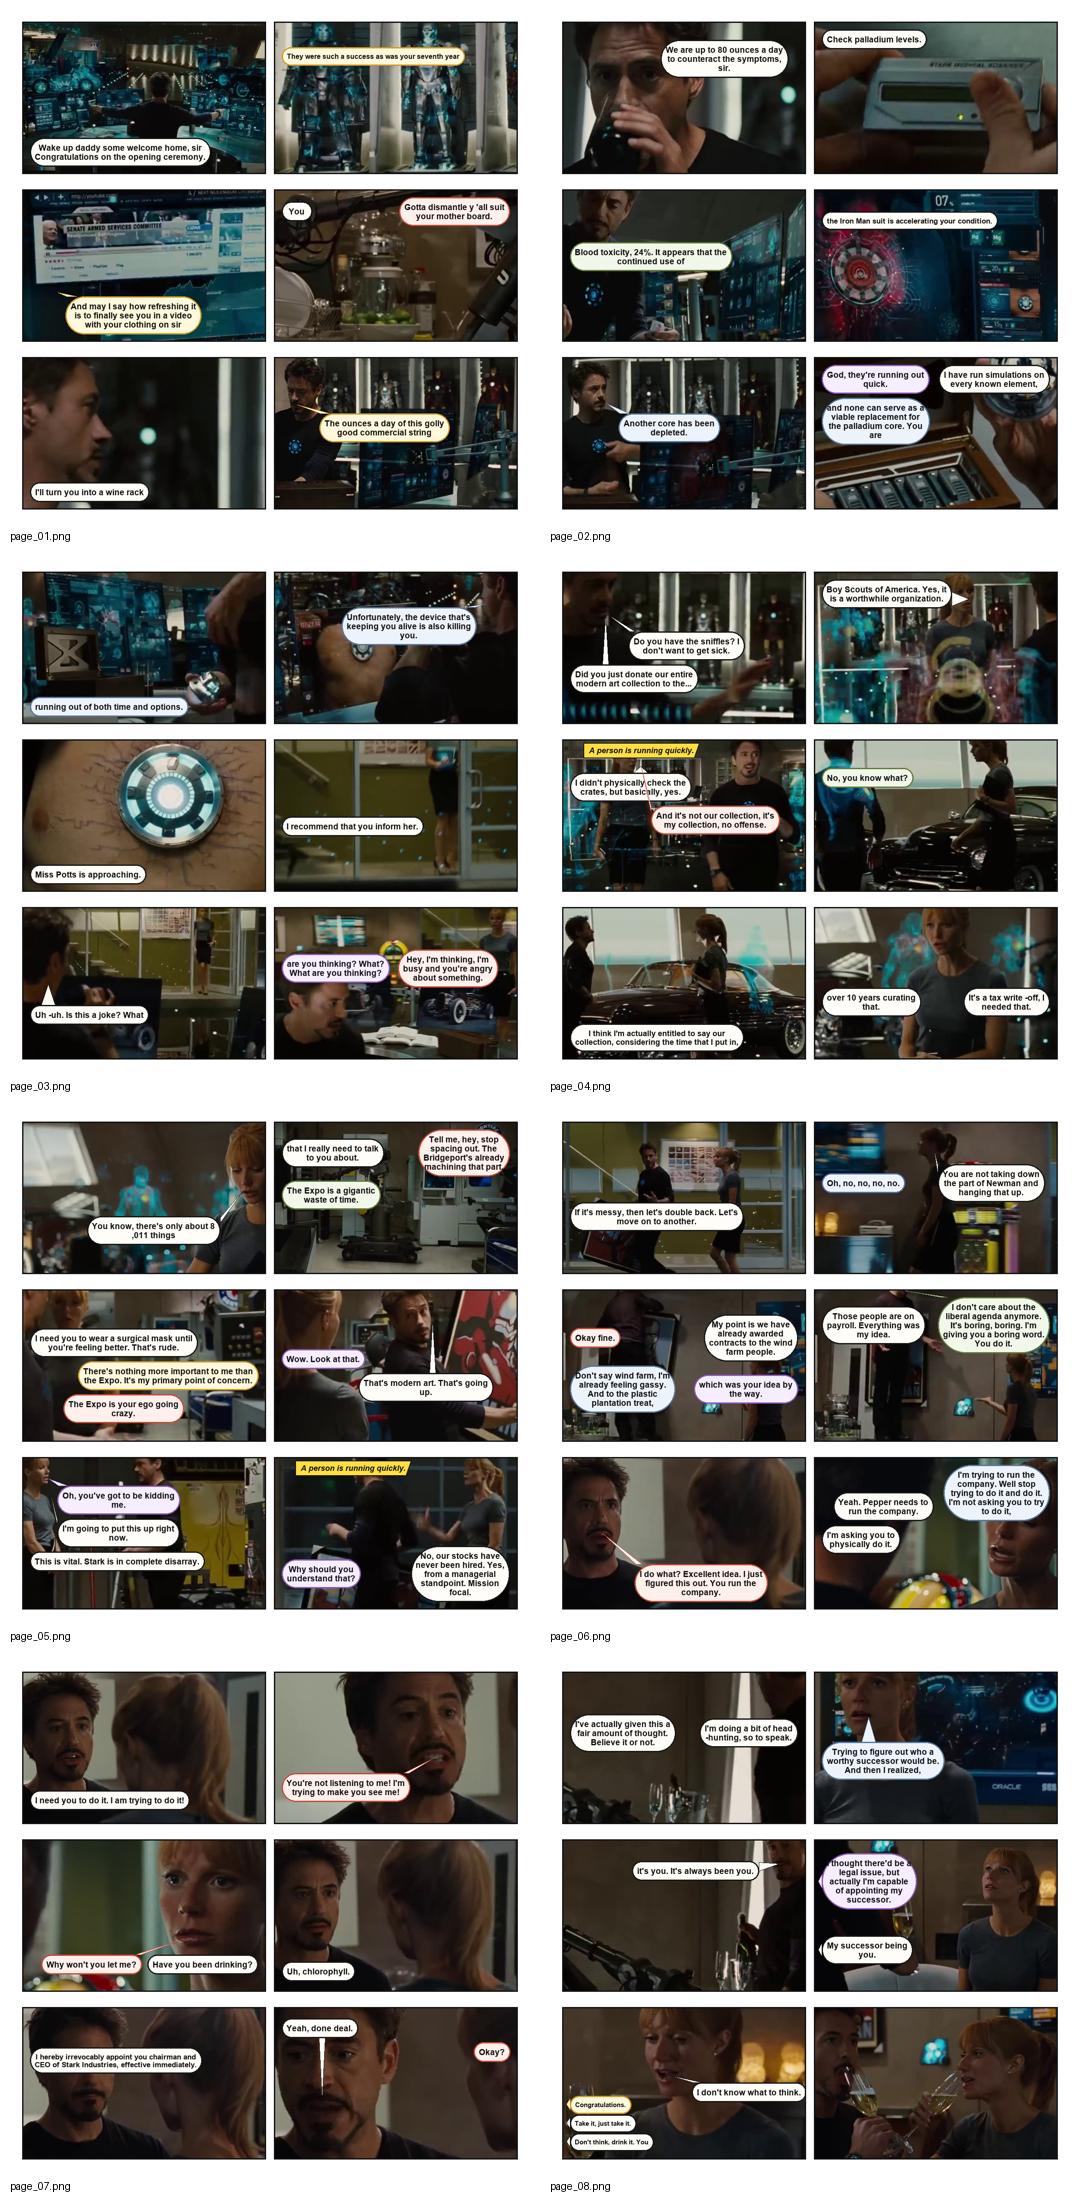 Wake up daddy some welcome home, sir
Congratulations on the opening ceremony.
They were such a success as was your seventh year
http://youtube.com/
SENATE ARMED SERVICES COMMITTEE
And may I say how refreshing it
is to finally see you in a video
with your clothing on sir
You
Gotta dismantle y 'all suit
your mother board.
I'll turn you into a wine rack
The ounces a day of this golly
good commercial string
page_01.png
We are up to 80 ounces a day
to counteract the symptoms,
sir.
Check palladium levels.
STARK MEDICAL SCANNER
Blood toxicity, 24%. It appears that the
continued use of
07
the Iron Man suit is accelerating your condition.
Another core has been
depleted.
God, they're running out
quick.
I have run simulations on
every known element,
and none can serve as a
viable replacement for
the palladium core. You
are
page_02.png
running out of both time and options.
Unfortunately, the device that's
keeping you alive is also killing
you.
Miss Potts is approaching.
I recommend that you inform her.
Uh -uh. Is this a joke? What
are you thinking? What?
What are you thinking?
Hey, I'm thinking, I'm
busy and you're angry
about something.
page_03.png
Do you have the sniffles? I
don't want to get sick.
Did you just donate our entire
modern art collection to the...
Boy Scouts of America. Yes, it
is a worthwhile organization.
A person is running quickly.
I didn't physically check the
crates, but basically, yes.
And it's not our collection, it's
my collection, no offense.
No, you know what?
I think I'm actually entitled to say our
collection, considering the time that I put in,
over 10 years curating
that.
It's a tax write -off, I
needed that.
page_04.png
You know, there's only about 8
,011 things
that I really need to talk
to you about.
Tell me, hey, stop
spacing out. The
Bridgeport's already
machining that part.
The Expo is a gigantic
waste of time.
I need you to wear a surgical mask until
you're feeling better. That's rude.
There's nothing more important to me than
the Expo. It's my primary point of concern.
The Expo is your ego going
crazy.
Wow. Look at that.
That's modern art. That's going
up.
Oh, you've got to be kidding
me.
I'm going to put this up right
now.
This is vital. Stark is in complete disarray.
A person is running quickly.
Why should you
understand that?
No, our stocks have
never been hired. Yes,
from a managerial
standpoint. Mission
focal.
page_05.png
If it's messy, then let's double back. Let's
move on to another.
Oh, no, no, no, no.
You are not taking down
the part of Newman and
hanging that up.
Okay fine.
My point is we have
already awarded
contracts to the wind
farm people.
Don't say wind farm, I'm
already feeling gassy.
And to the plastic
plantation treat,
which was your idea by
the way.
Those people are on
payroll. Everything was
my idea.
I don't care about the
liberal agenda anymore.
It's boring, boring. I'm
giving you a boring word.
You do it.
I do what? Excellent idea. I just
figured this out. You run the
company.
Yeah. Pepper needs to
run the company.
I'm trying to run the
company. Well stop
trying to do it and do it.
I'm not asking you to try
to do it,
I'm asking you to
physically do it.
page_06.png
I need you to do it. I am trying to do it!
You're not listening to me! I'm
trying to make you see me!
Why won't you let me?
Have you been drinking?
Uh, chlorophyll.
I hereby irrevocably appoint you chairman and
CEO of Stark Industries, effective immediately.
Yeah, done deal.
Okay?
page_07.png
I've actually given this a
fair amount of thought.
Believe it or not.
I'm doing a bit of head
-hunting, so to speak.
Trying to figure out who a
worthy successor would be.
And then I realized,
ORACLE
it's you. It's always been you.
thought there'd be a
legal issue, but
actually I'm capable
of appointing my
successor.
My successor being
you.
I don't know what to think.
Congratulations.
Take it, just take it.
Don't think, drink it. You
page_08.png